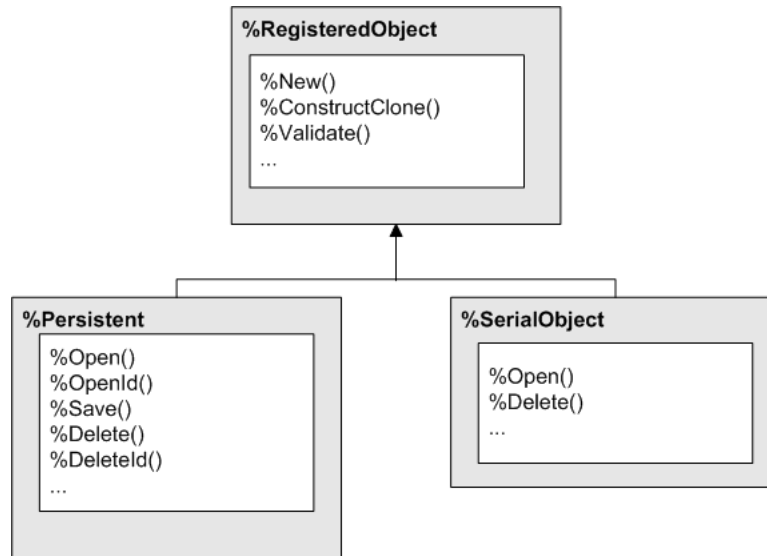 %RegisteredObject
%New()
%ConstructClone()
%Validate()
...
%Persistent
%Open()
%OpenId()
%Save()
%Delete()
%DeleteId()
...
%SerialObject
%Open()
%Delete()
...